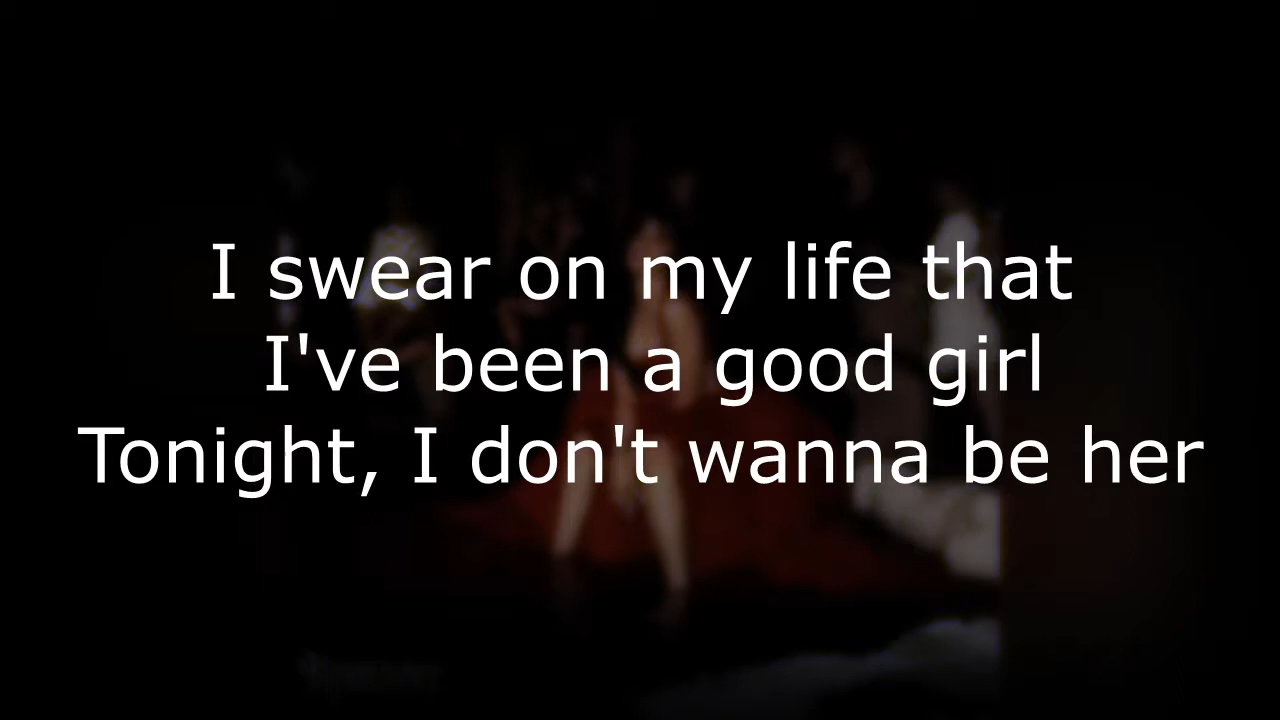 I swear on my life that
I've been a good girl
Tonight, I don't wanna be her